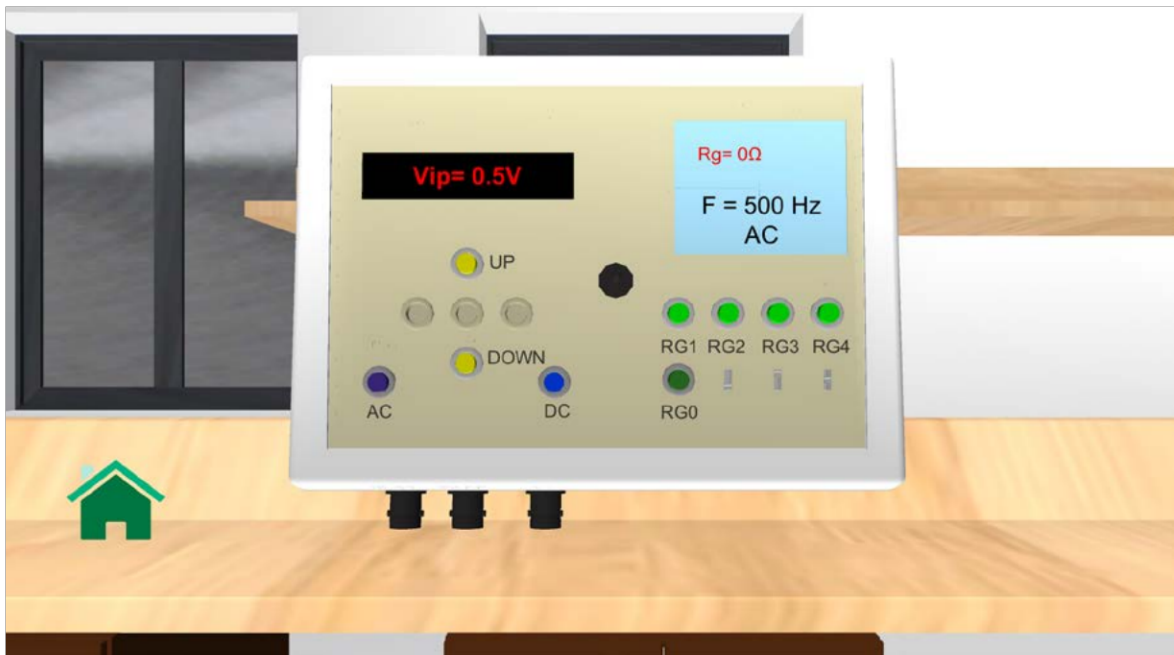 Vip= 0.5V
Rg= 0Ω
F = 500 Hz
AC
UP
DOWN
AC
DC
RG1 RG2 RG3 RG4
RG0